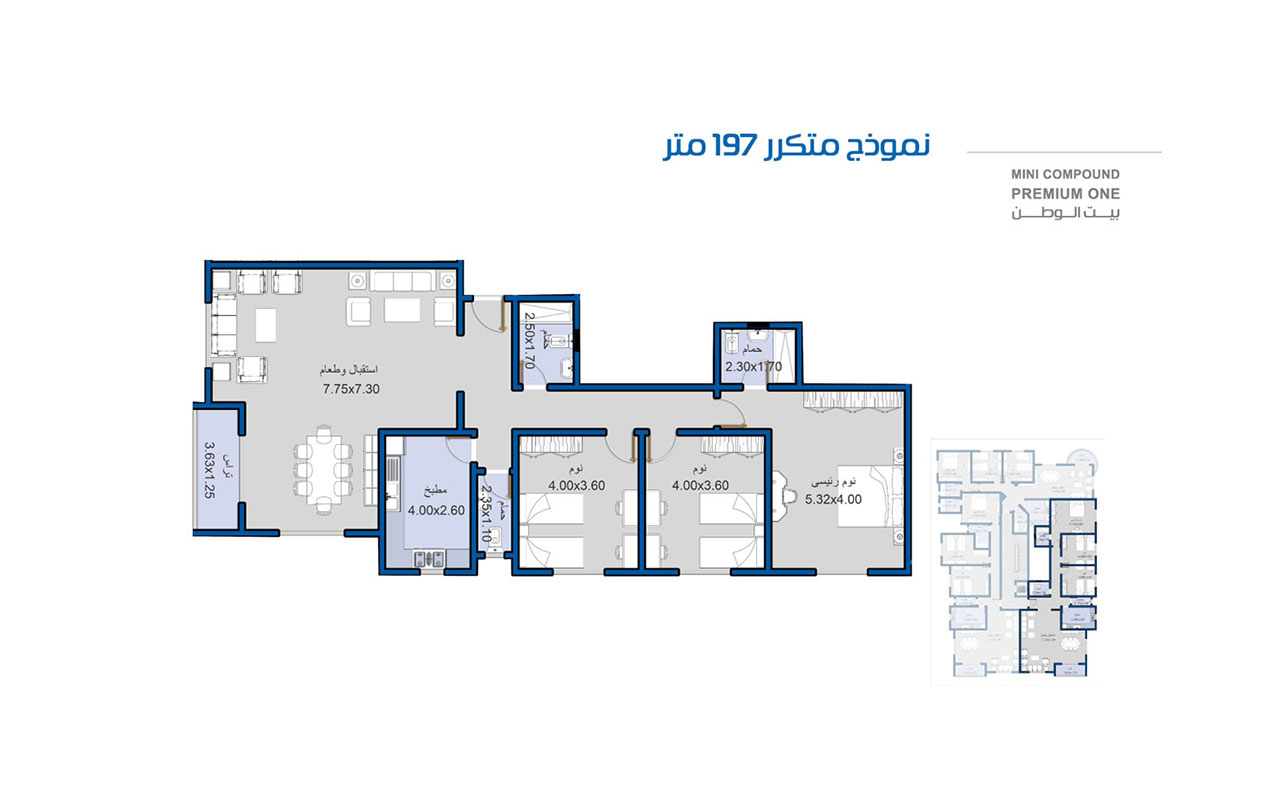 نموذج متكرر 197 متر
MINI COMPOUND
PREMIUM ONE
بيت الوطن
استقبال وطعام
7.75x7.30
تراس
3.63x1.25
مطبخ
4.00x2.60
حمام
2.35x1.10
حمام
2.50x1.70
نوم
4.00x3.60
نوم
4.00x3.60
حمام
2.30x1.70
نوم رئيسى
5.32x4.00